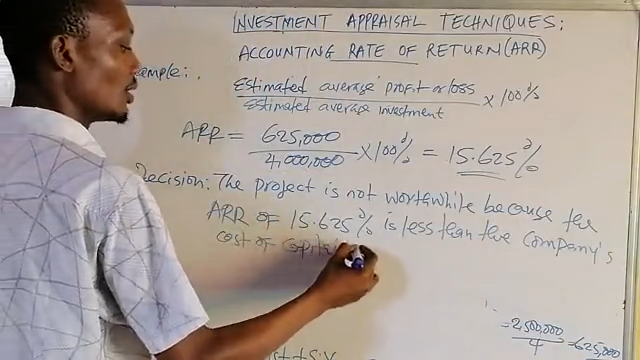 INVESTMENT APPRAISAL TECHNIQUES:
ACCOUNTING RATE OF RETURN (ARR)
ample:
Estimated average profit or loss
Estimated average investment
× 100%
ARR = 625,000
4,000,000
× 100% = 15.625%
Decision: The project is not worthwhile because the
ARR of 15.625% is less than the company's
cost of capit
= 2,500,000
4
= 625,000